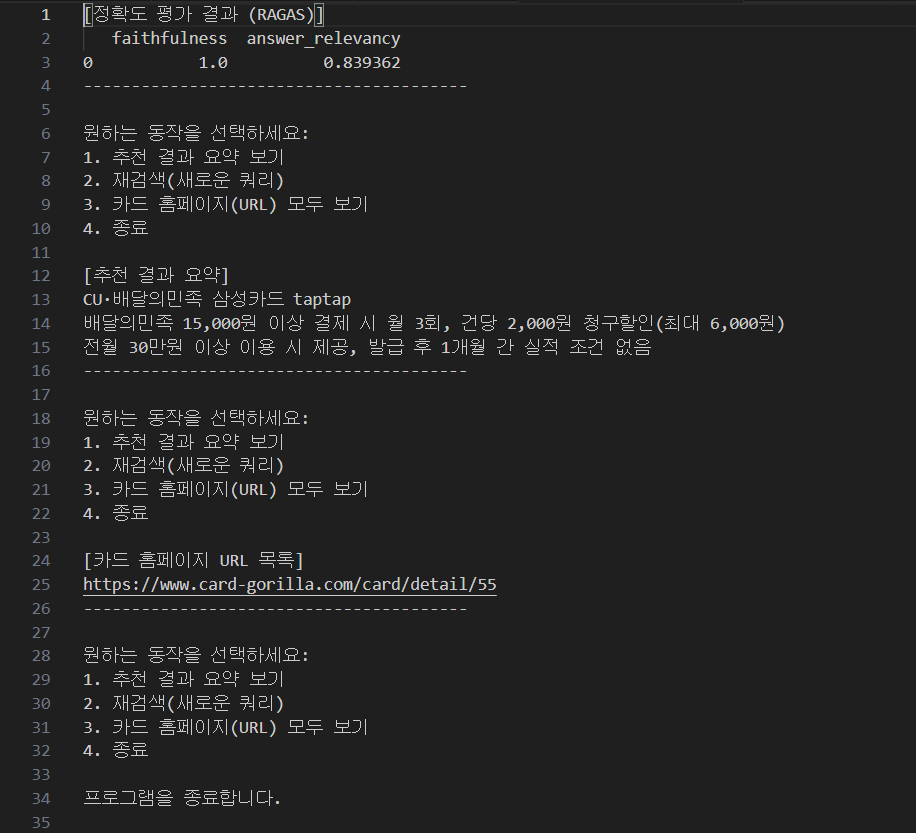 1 [정확도 평가 결과 (RAGAS)]
2 faithfulness answer_relevancy
3 0 1.0 0.839362
4 ----------------------------------------
5
6 원하는 동작을 선택하세요:
7 1. 추천 결과 요약 보기
8 2. 재검색(새로운 쿼리)
9 3. 카드 홈페이지(URL) 모두 보기
10 4. 종료
11
12 [추천 결과 요약]
13 CU·배달의민족 삼성카드 taptap
14 배달의민족 15,000원 이상 결제 시 월 3회, 건당 2,000원 청구할인(최대 6,000원)
15 전월 30만원 이상 이용 시 제공, 발급 후 1개월 간 실적 조건 없음
16 ----------------------------------------
17
18 원하는 동작을 선택하세요:
19 1. 추천 결과 요약 보기
20 2. 재검색(새로운 쿼리)
21 3. 카드 홈페이지(URL) 모두 보기
22 4. 종료
23
24 [카드 홈페이지 URL 목록]
25 https://www.card-gorilla.com/card/detail/55
26 ----------------------------------------
27
28 원하는 동작을 선택하세요:
29 1. 추천 결과 요약 보기
30 2. 재검색(새로운 쿼리)
31 3. 카드 홈페이지(URL) 모두 보기
32 4. 종료
33
34 프로그램을 종료합니다.
35